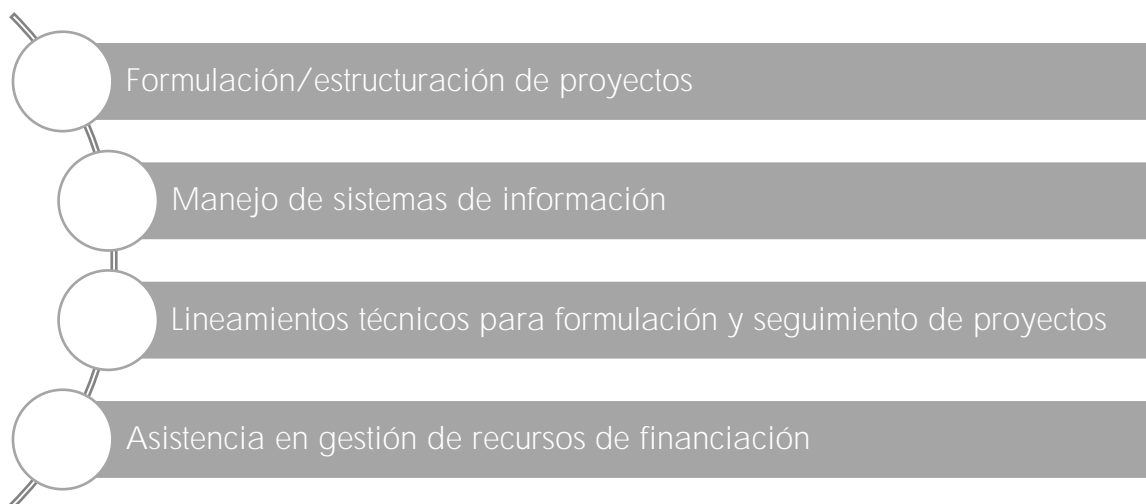 Formulación/estructuración de proyectos
Manejo de sistemas de información
Lineamientos técnicos para formulación y seguimiento de proyectos
Asistencia en gestión de recursos de financiación